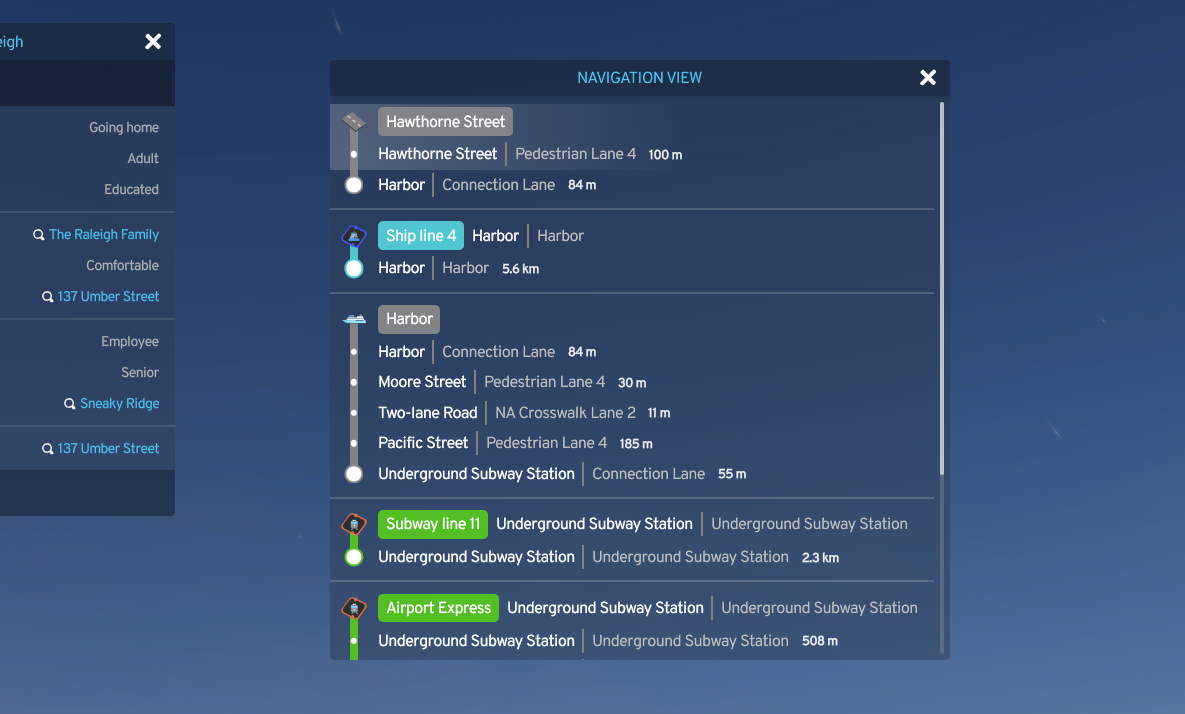 eigh
Going home
Adult
Educated
The Raleigh Family
Comfortable
137 Umber Street
Employee
Senior
Sneaky Ridge
137 Umber Street
NAVIGATION VIEW
Hawthorne Street
Hawthorne Street Pedestrian Lane 4 100 m
Harbor Connection Lane 84 m
Ship line 4 Harbor Harbor
Harbor Harbor 5.6 km
Harbor
Harbor Connection Lane 84 m
Moore Street Pedestrian Lane 4 30 m
Two-lane Road NA Crosswalk Lane 2 11 m
Pacific Street Pedestrian Lane 4 185 m
Underground Subway Station Connection Lane 55 m
Subway line 11 Underground Subway Station Underground Subway Station
Underground Subway Station Underground Subway Station 2.3 km
Airport Express Underground Subway Station Underground Subway Station
Underground Subway Station Underground Subway Station 508 m